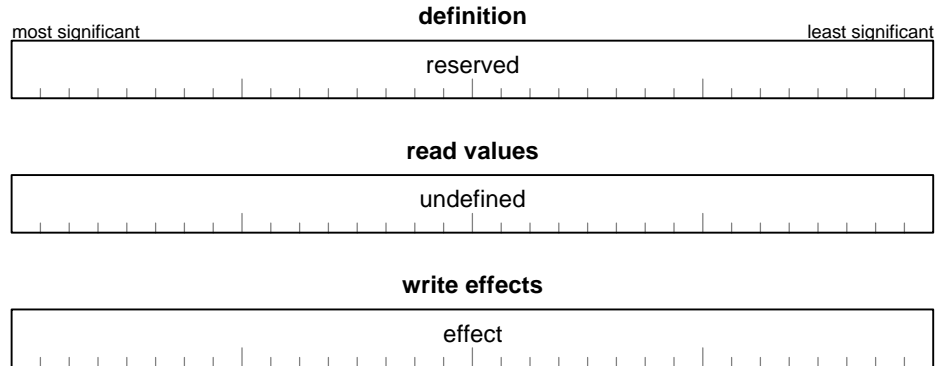 definition
most significant least significant
reserved
read values
undefined
write effects
effect